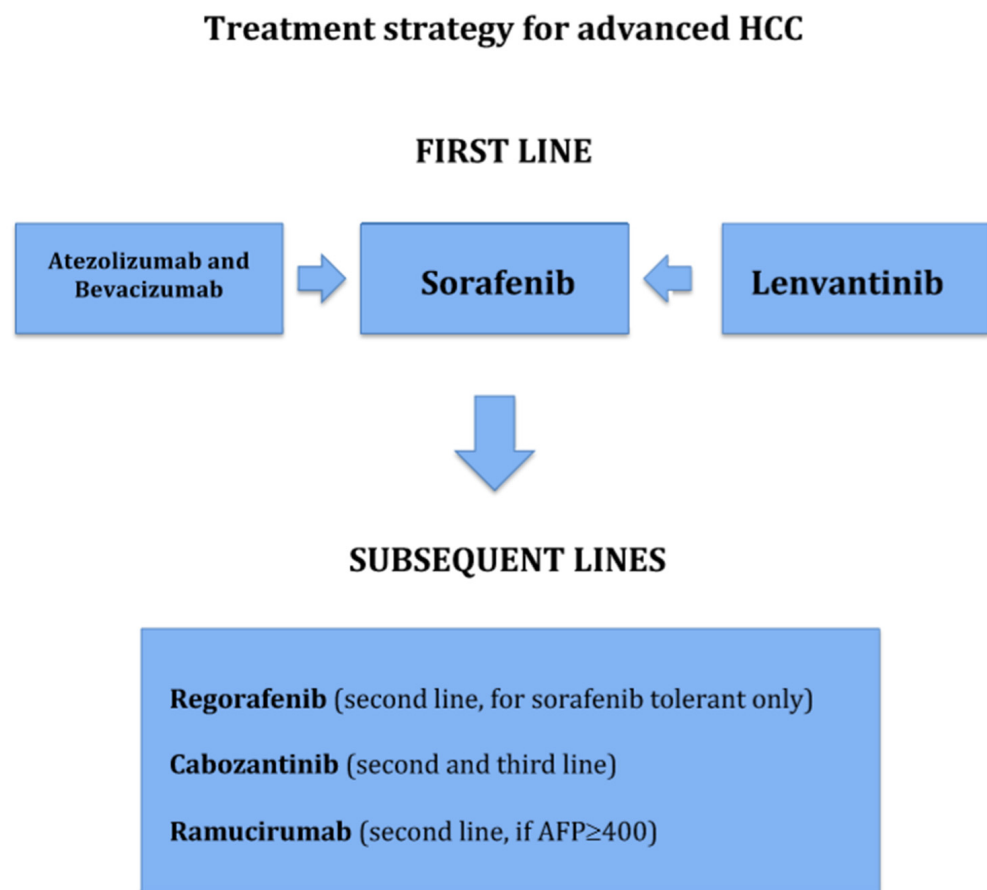 Treatment strategy for advanced HCC
FIRST LINE
Atezolizumab and
Bevacizumab
Sorafenib
Lenvantinib
SUBSEQUENT LINES
Regorafenib (second line, for sorafenib tolerant only)
Cabozantinib (second and third line)
Ramucirumab (second line, if AFP≥400)